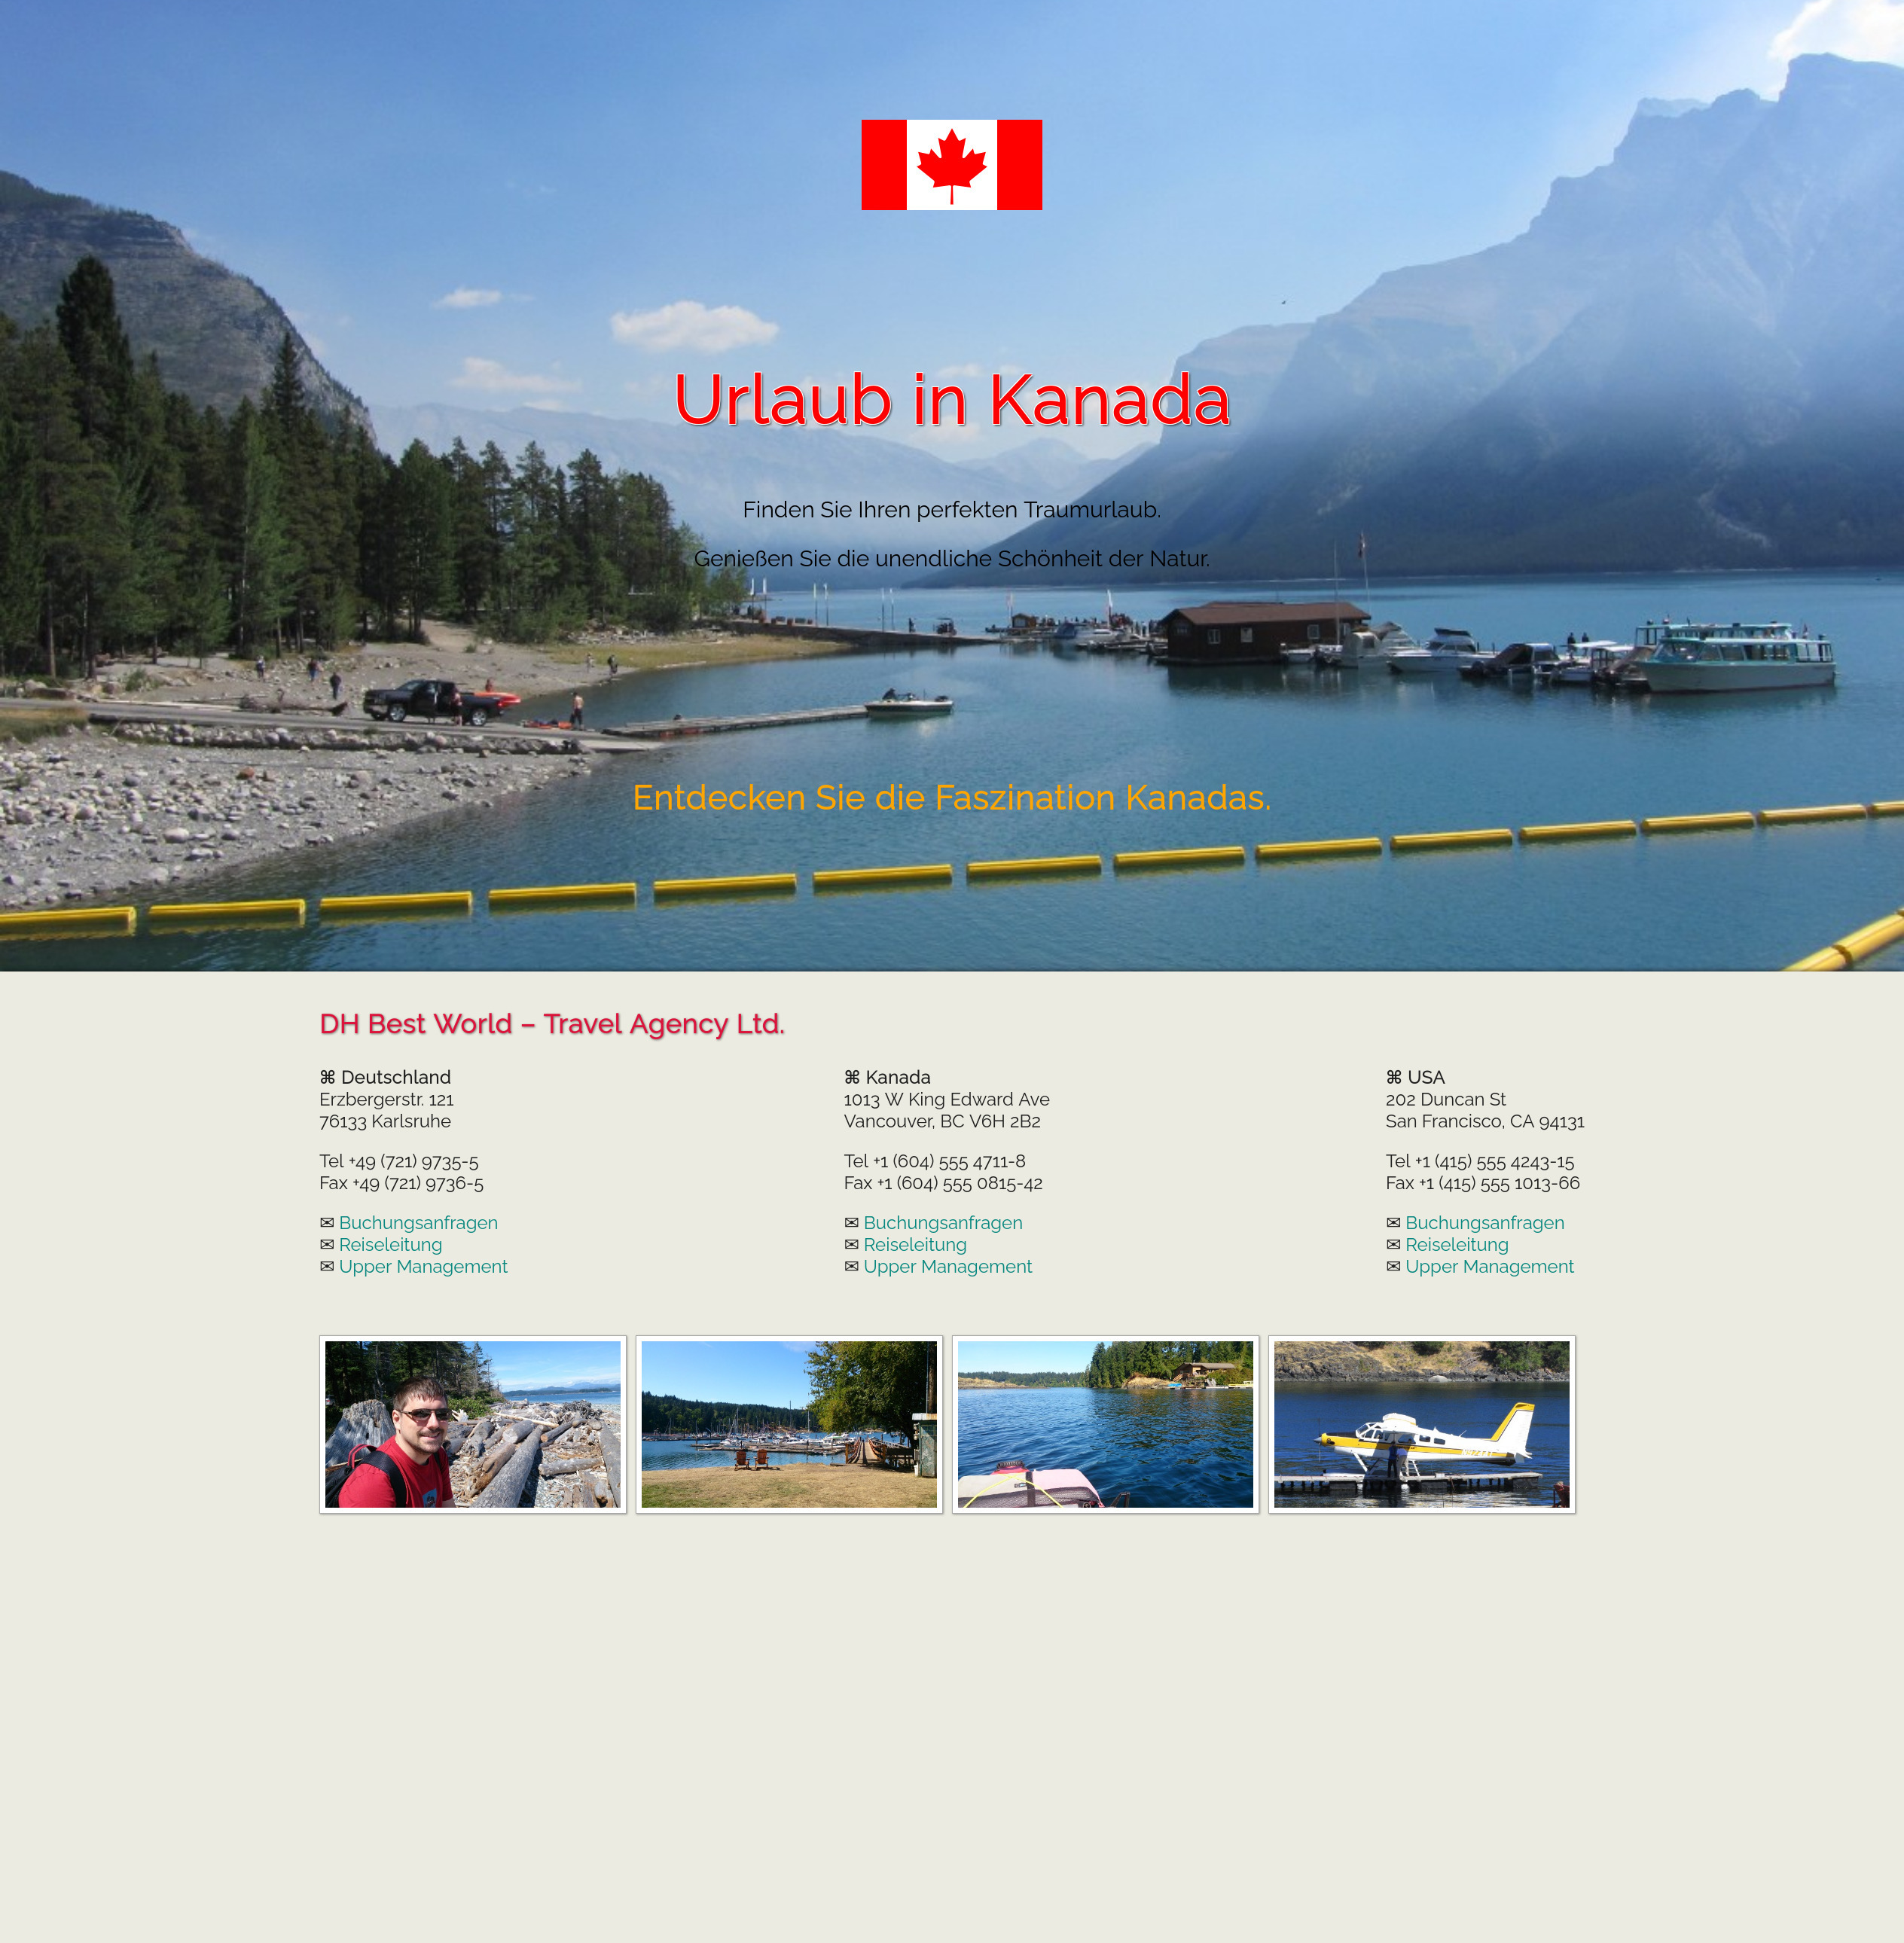 Urlaub in Kanada
Finden Sie Ihren perfekten Traumurlaub.
Genießen Sie die unendliche Schönheit der Natur.
Entdecken Sie die Faszination Kanadas.
DH Best World – Travel Agency Ltd.
⌘ Deutschland
Erzbergerstr. 121
76133 Karlsruhe
Tel +49 (721) 9735-5
Fax +49 (721) 9736-5
✉ Buchungsanfragen
✉ Reiseleitung
✉ Upper Management
⌘ Kanada
1013 W King Edward Ave
Vancouver, BC V6H 2B2
Tel +1 (604) 555 4711-8
Fax +1 (604) 555 0815-42
✉ Buchungsanfragen
✉ Reiseleitung
✉ Upper Management
⌘ USA
202 Duncan St
San Francisco, CA 94131
Tel +1 (415) 555 4243-15
Fax +1 (415) 555 1013-66
✉ Buchungsanfragen
✉ Reiseleitung
✉ Upper Management